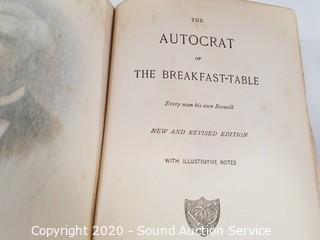 THE
AUTOCRAT
OF
THE BREAKFAST-TABLE
Every man his own Boswell
NEW AND REVISED EDITION
WITH ILLUSTRATIVE NOTES
Copyright 2020 - Sound Auction Service